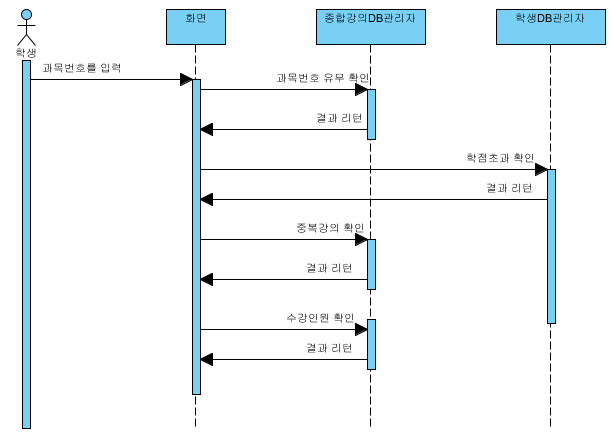 화면
종합강의DB관리자
학생DB관리자
학생
과목번호를 입력
과목번호 유무 확인
결과 리턴
학점초과 확인
결과 리턴
중복강의 확인
결과 리턴
수강인원 확인
결과 리턴